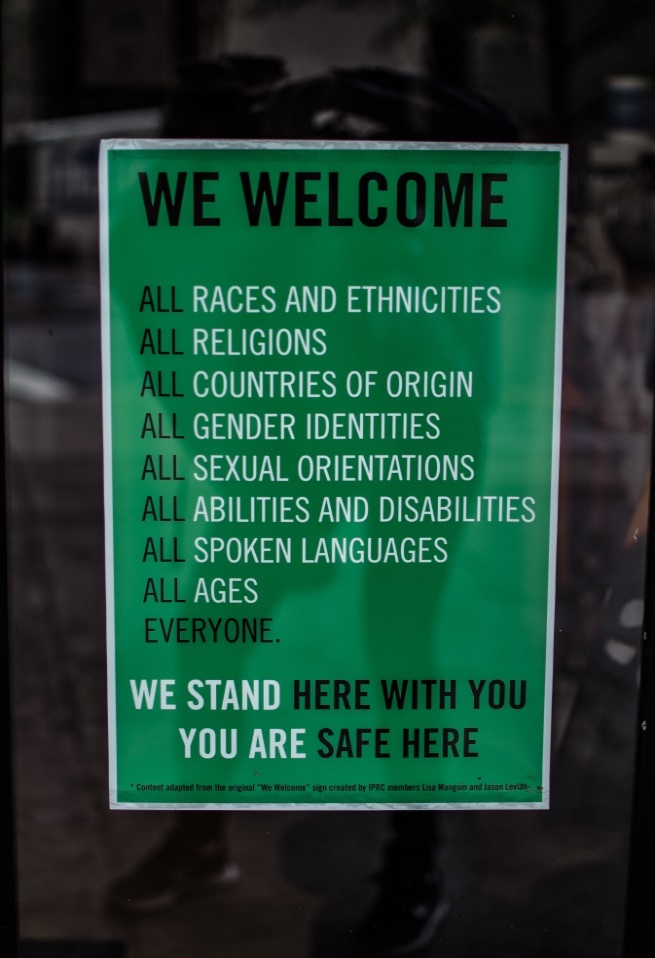 WE WELCOME
ALL RACES AND ETHNICITIES
ALL RELIGIONS
ALL COUNTRIES OF ORIGIN
ALL GENDER IDENTITIES
ALL SEXUAL ORIENTATIONS
ALL ABILITIES AND DISABILITIES
ALL SPOKEN LANGUAGES
ALL AGES
EVERYONE.
WE STAND HERE WITH YOU
YOU ARE SAFE HERE
* Content adapted from the original "We Welcome" sign created by IPRC members Lisa Mangum and Jason